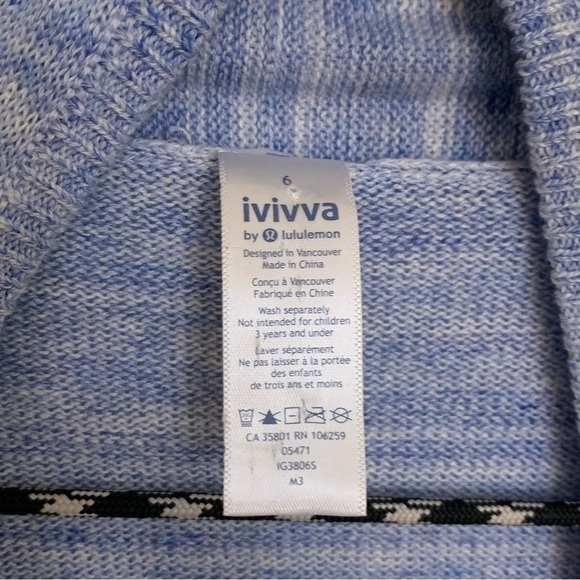 6
ivivva
by lululemon
Designed in Vancouver
Made in China
Conçu à Vancouver
Fabriqué en Chine
Wash separately
Not intended for children
3 years and under
Laver séparément
Ne pas laisser à la portée
des enfants
de trois ans et moins
CA 35801 RN 106259
05471
IG3806S
M3